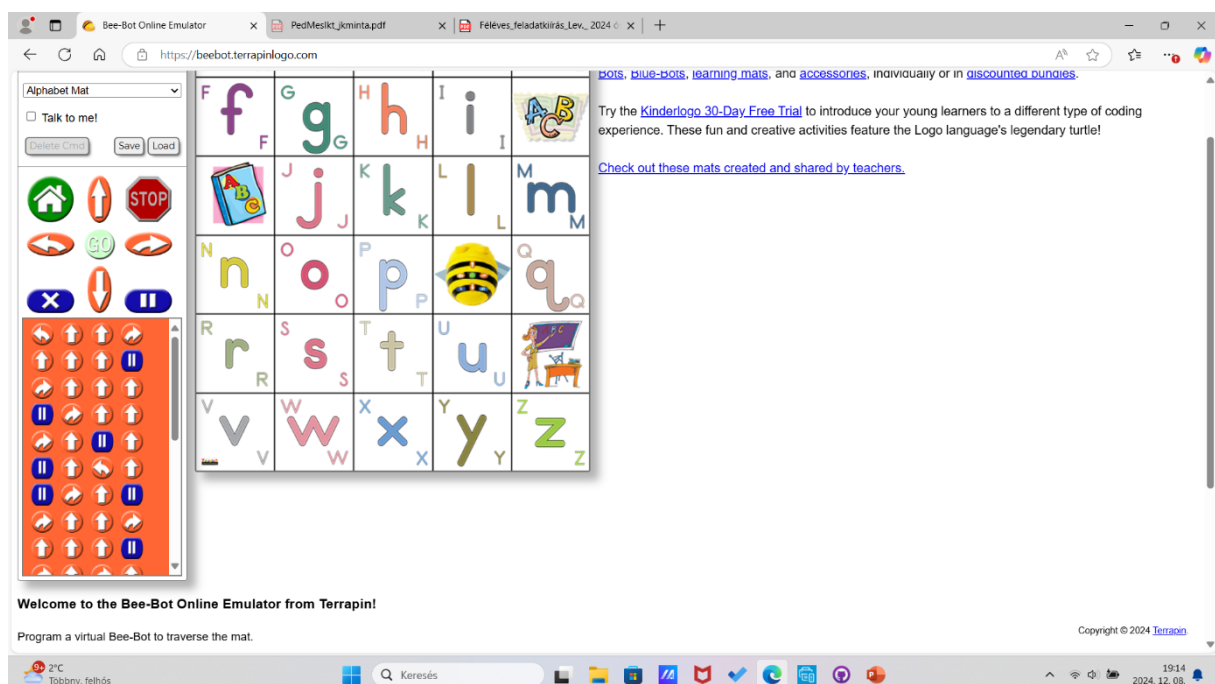 Bee-Bot Online Emulator
PedMeslkt_jkminta.pdf
Féléves_feladatkiírás_Lev._ 2024
https://beebot.terrapinlogo.com
Bots, Blue-Bots, learning mats, and accessories, individually or in discounted bundles.
Alphabet Mat
Talk to me!
Delete Cmd Save Load
Try the Kinderlogo 30-Day Free Trial to introduce your young learners to a different type of coding
experience. These fun and creative activities feature the Logo language's legendary turtle!
Check out these mats created and shared by teachers.
STOP
GO
F f F G g G H h H I i I ABC
ABC J j J K k K L l L M m M
N n N O o O P p P Q q Q
R r R S s S T t T U u U
V v V W w W X x X Y y Y Z z Z
Welcome to the Bee-Bot Online Emulator from Terrapin!
Program a virtual Bee-Bot to traverse the mat.
Copyright © 2024 Terrapin.
2°C
Többny. felhős
Keresés
19:14
2024. 12. 08.